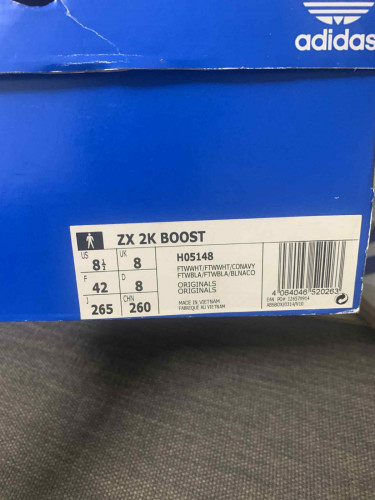 adidas
ZX 2K BOOST
US 8½ UK 8
F 42 D 8
J 265 CHN 260
H05148
FTWWHT/FTWWHT/CONAVY
FTWBLA/FTWBLA/BLNACO
ORIGINALS
ORIGINALS
MADE IN VIETNAM
FABRIQUE AU VIETNAM
4 064046 520263
EAN